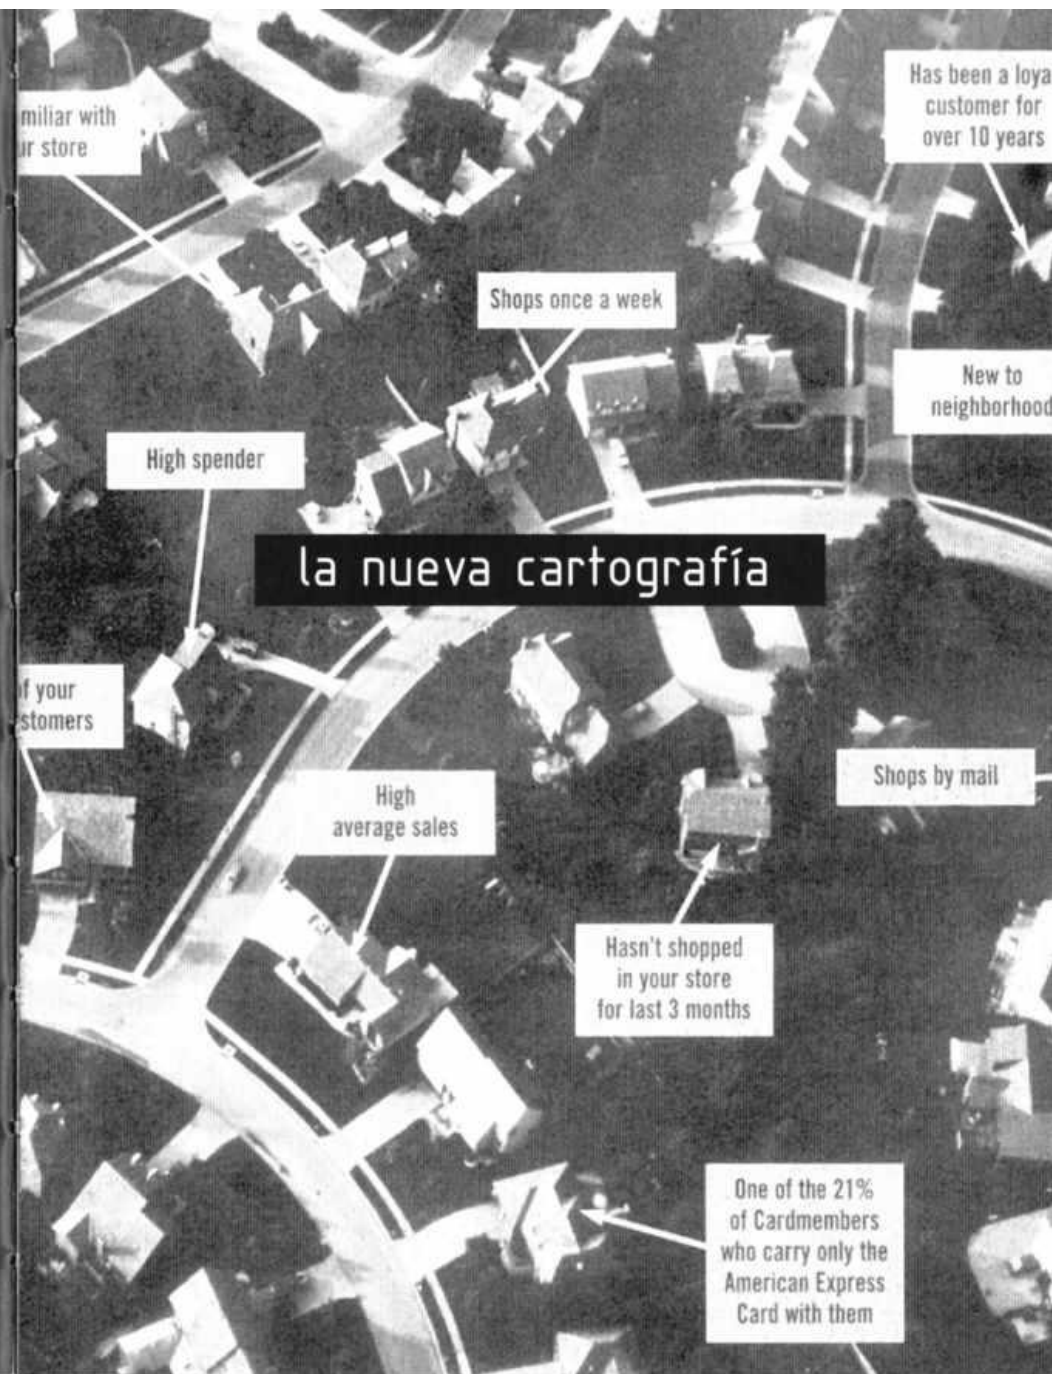 miliar with
ur store
Has been a loya
customer for
over 10 years
Shops once a week
New to
neighborhood
High spender
la nueva cartografía
of your
stomers
Shops by mail
High
average sales
Hasn't shopped
in your store
for last 3 months
One of the 21%
of Cardmembers
who carry only the
American Express
Card with them